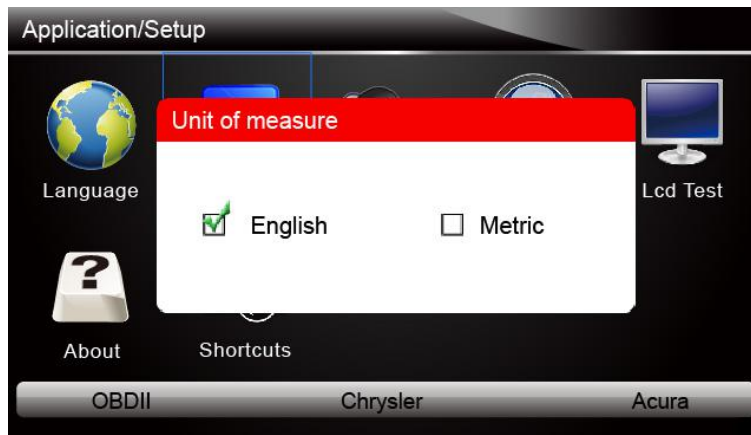 Application/Setup
Unit of measure
Language
Lcd Test
English
Metric
?
About
Shortcuts
OBDII
Chrysler
Acura